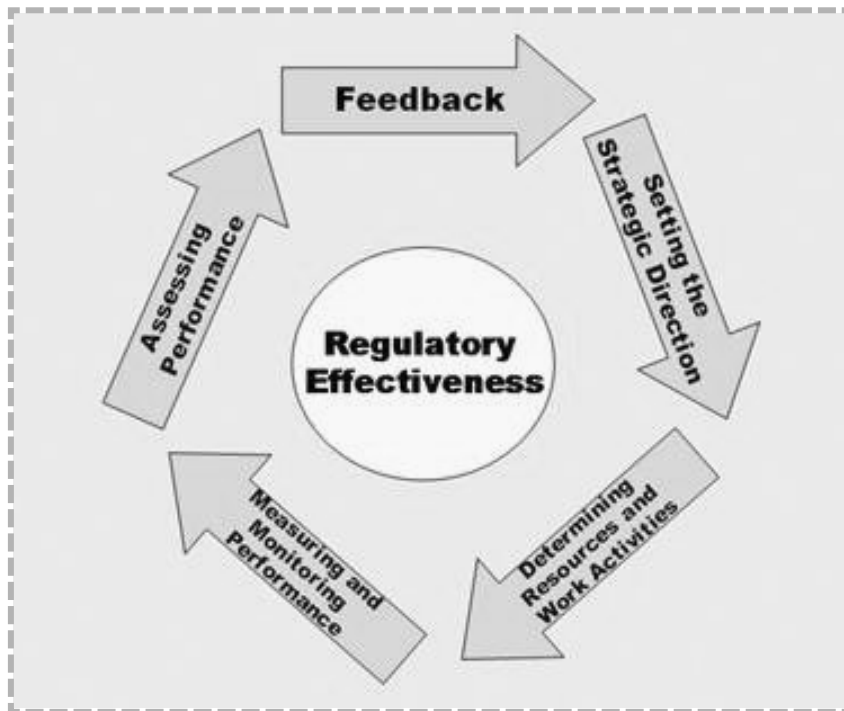 Feedback
Setting the
Strategic Direction
Determining
Resources and
Work Activities
Measuring and
Monitoring
Performance
Assessing
Performance
Regulatory
Effectiveness